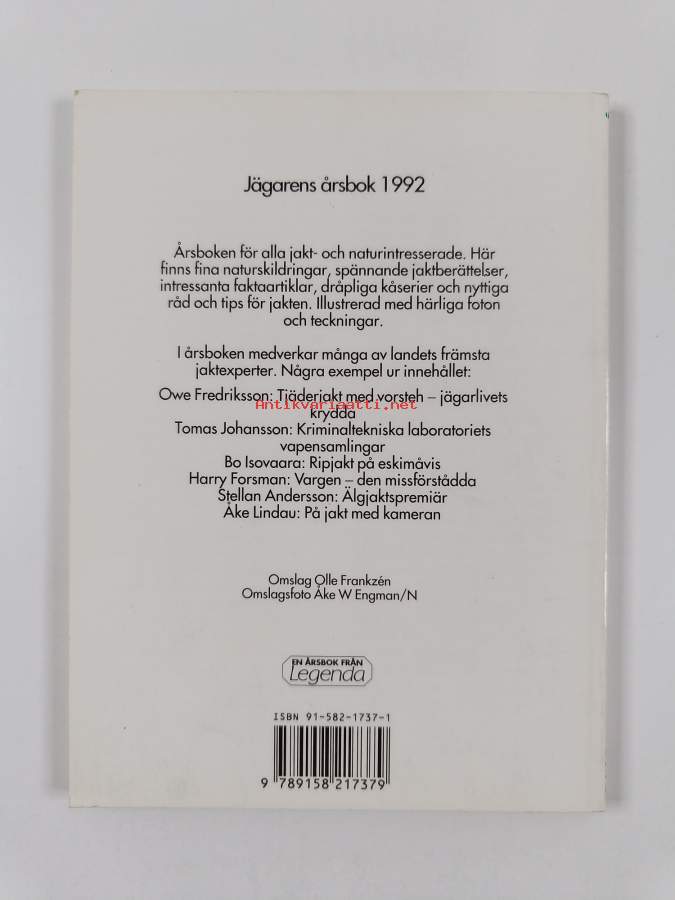 Jägarens årsbok 1992
Årsboken för alla jakt- och naturintresserade. Här
finns fina naturskildringar, spännande jaktberättelser,
intressanta faktaartiklar, dråpliga kåserier och nyttiga
råd och tips för jakten. Illustrerad med härliga foton
och teckningar.
I årsboken medverkar många av landets främsta
jaktexperter. Några exempel ur innehållet:
Owe Fredriksson: Tjäderjakt med vorsteh – jägarlivets
Antikvariaatti.net
krydda
Tomas Johansson: Kriminaltekniska laboratoriets
vapensamlingar
Bo Isovaara: Ripjakt på eskimåvis
Harry Forsman: Vargen – den missförstådda
Stellan Andersson: Älgjaktspremiär
Åke Lindau: På jakt med kameran
Omslag Olle Frankzén
Omslagsfoto Åke W Engman/N
EN ÅRSBOK FRÅN
Legenda
ISBN 91-582-1737-1
9 789158 217379